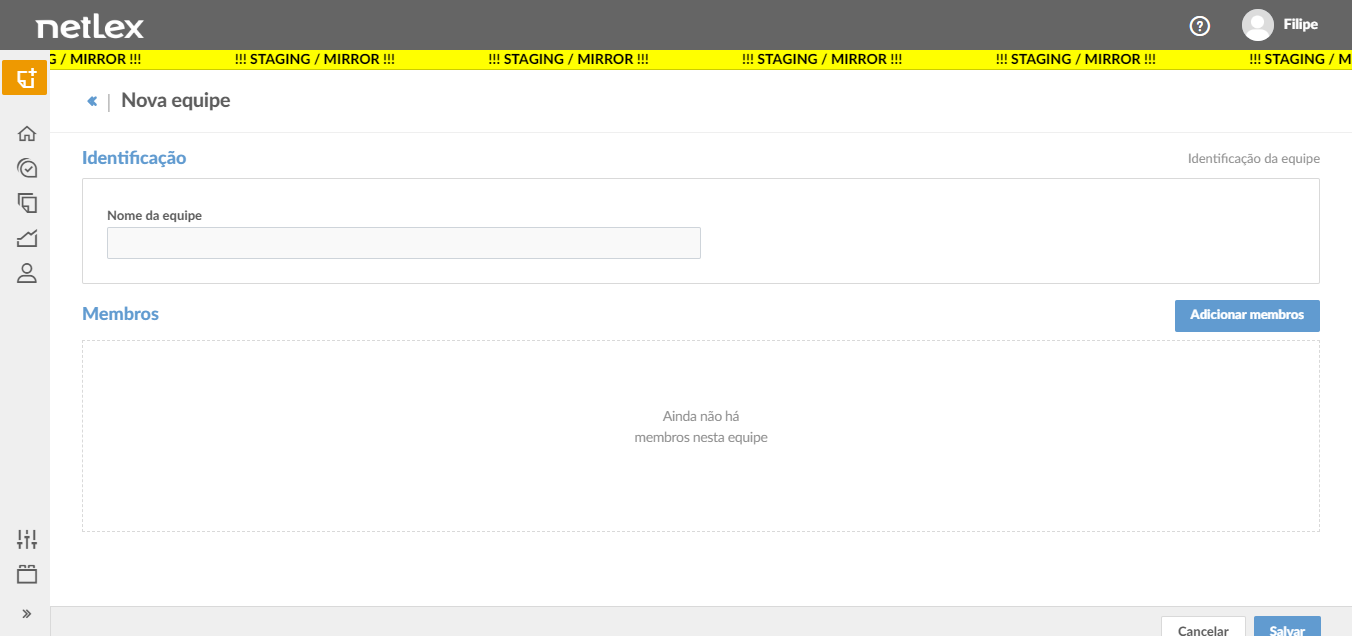 netlex
? Filipe
G / MIRROR !!! !!! STAGING / MIRROR !!! !!! STAGING / MIRROR !!! !!! STAGING / MIRROR !!! !!! STAGING / MIRROR !!! !!! STAGING / M
« | Nova equipe
Identificação
Identificação da equipe
Nome da equipe
Membros
Adicionar membros
Ainda não há
membros nesta equipe
»
Cancelar
Salvar